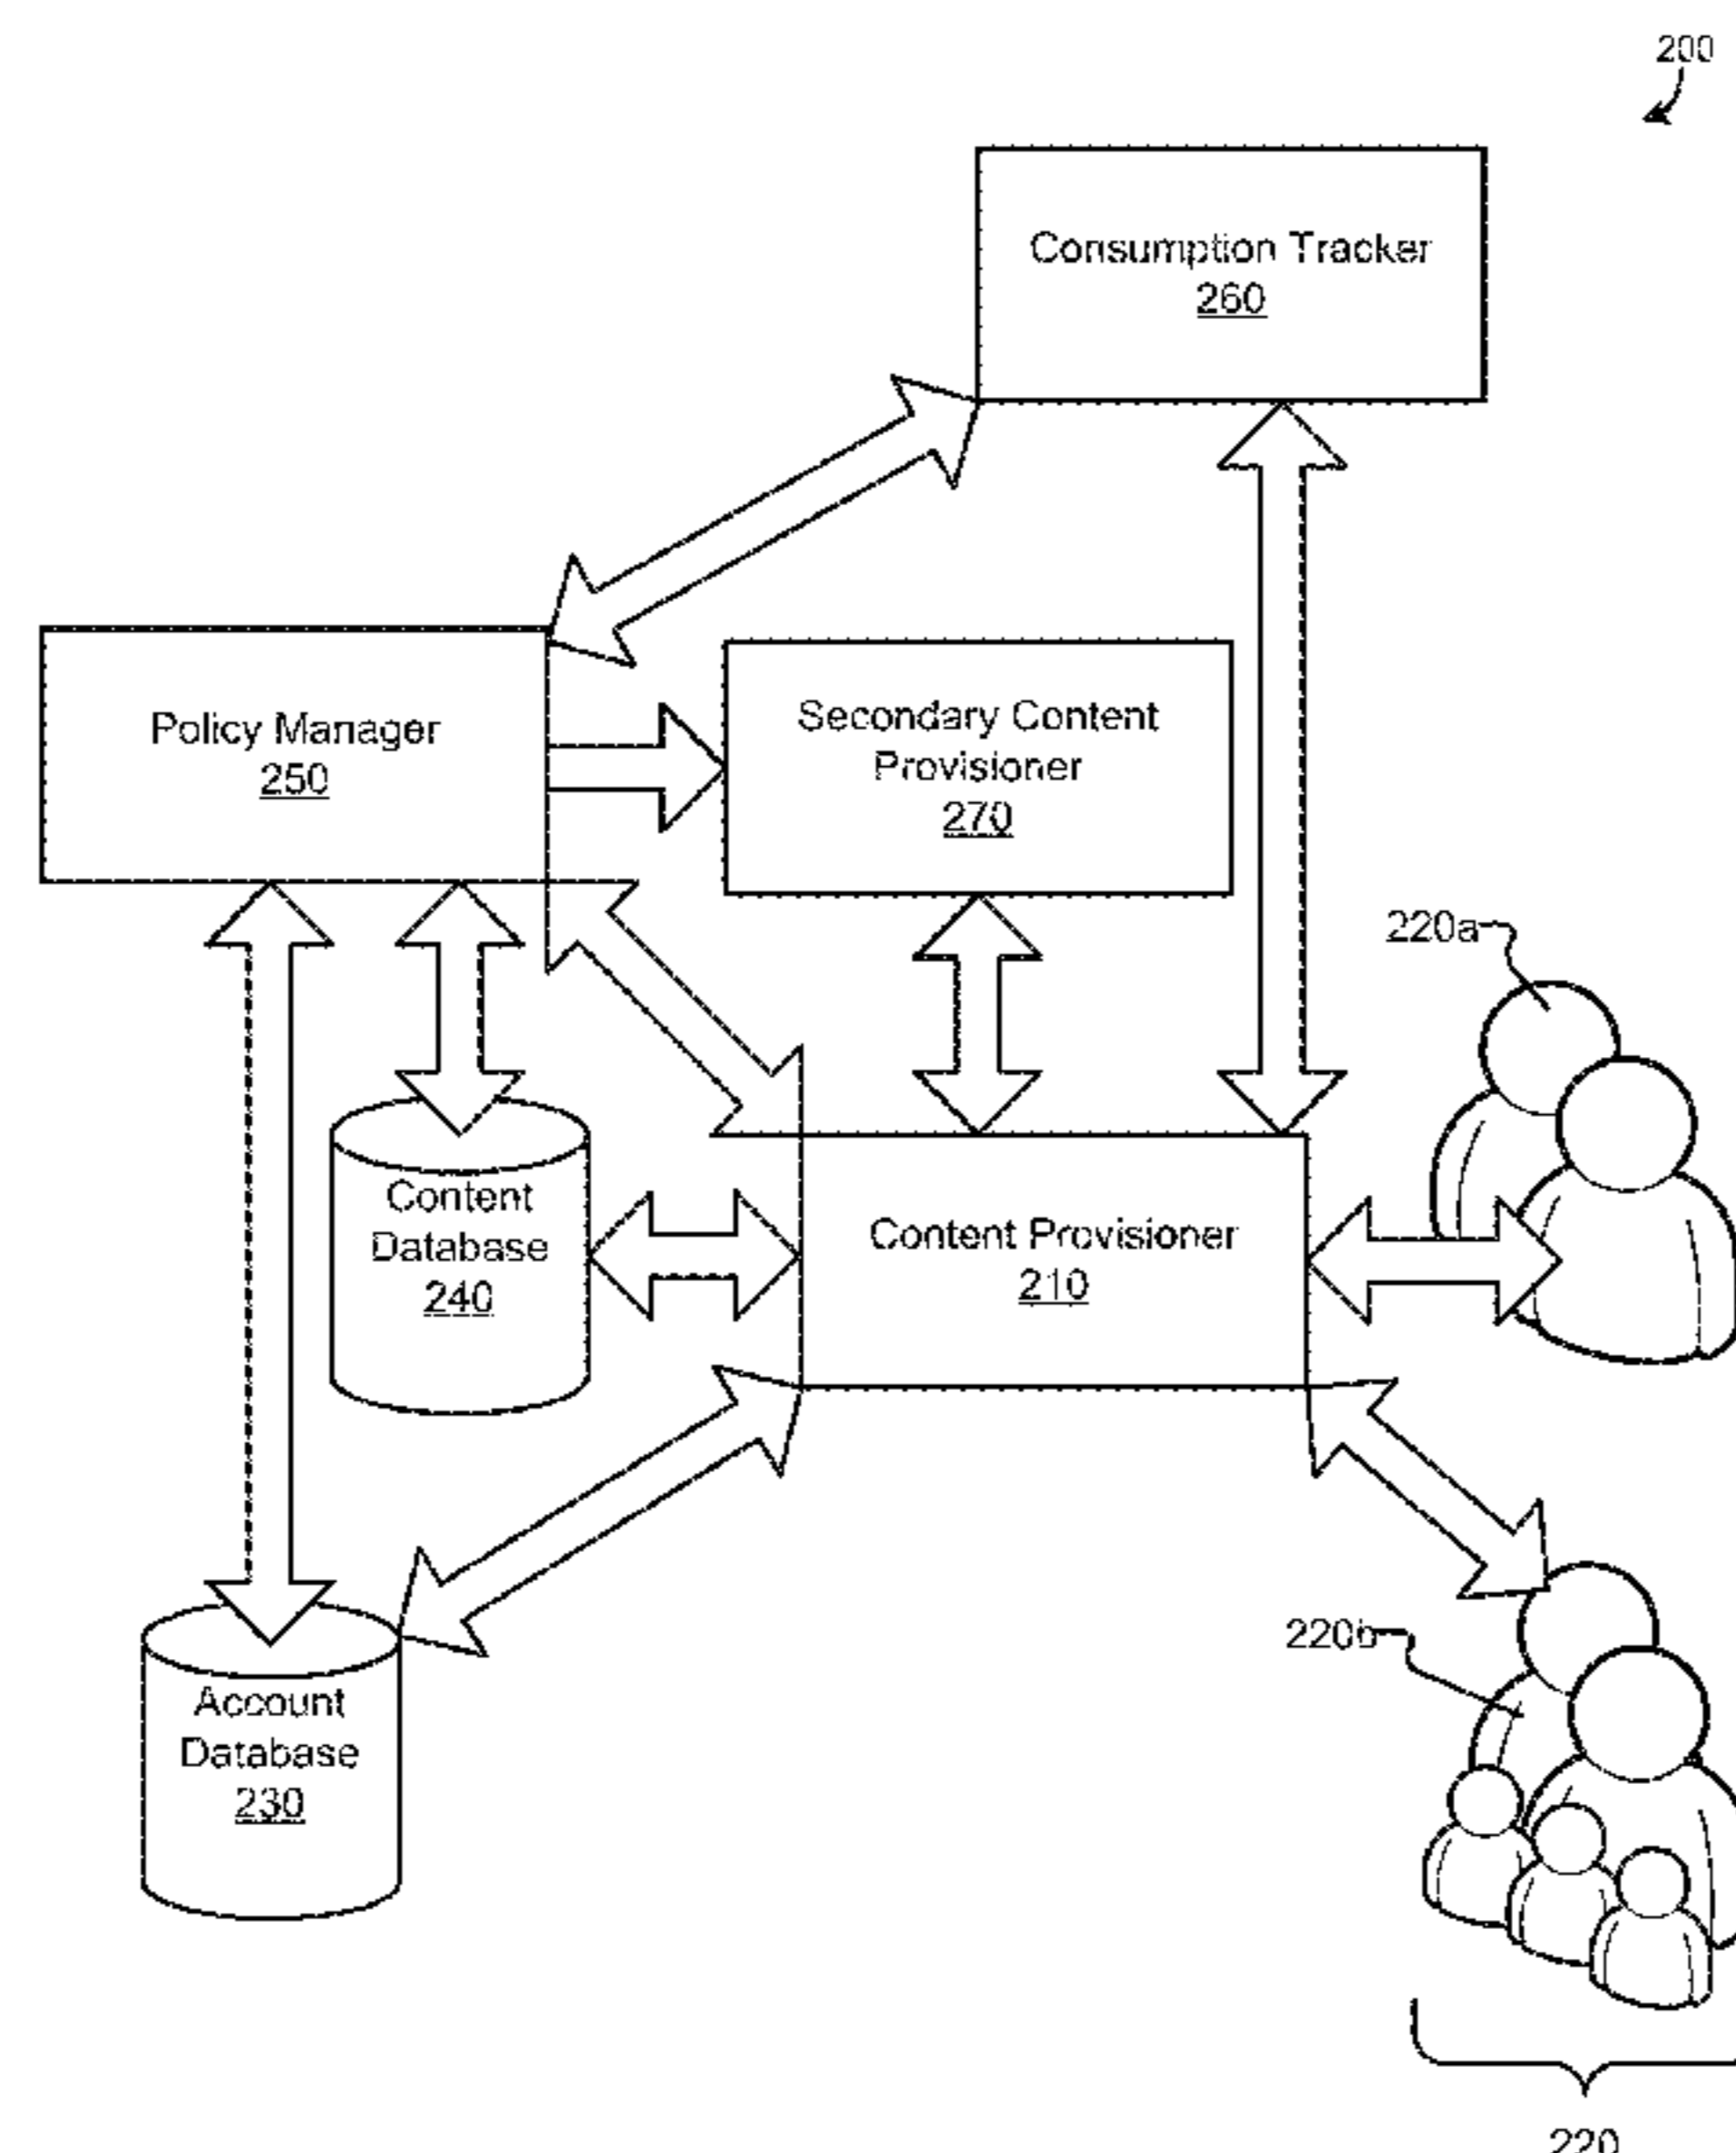 200
Consumption Tracker
260
Policy Manager
250
Secondary Content
Provisioner
270
220a
Content
Database
240
Content Provisioner
210
220b
Account
Database
230
220